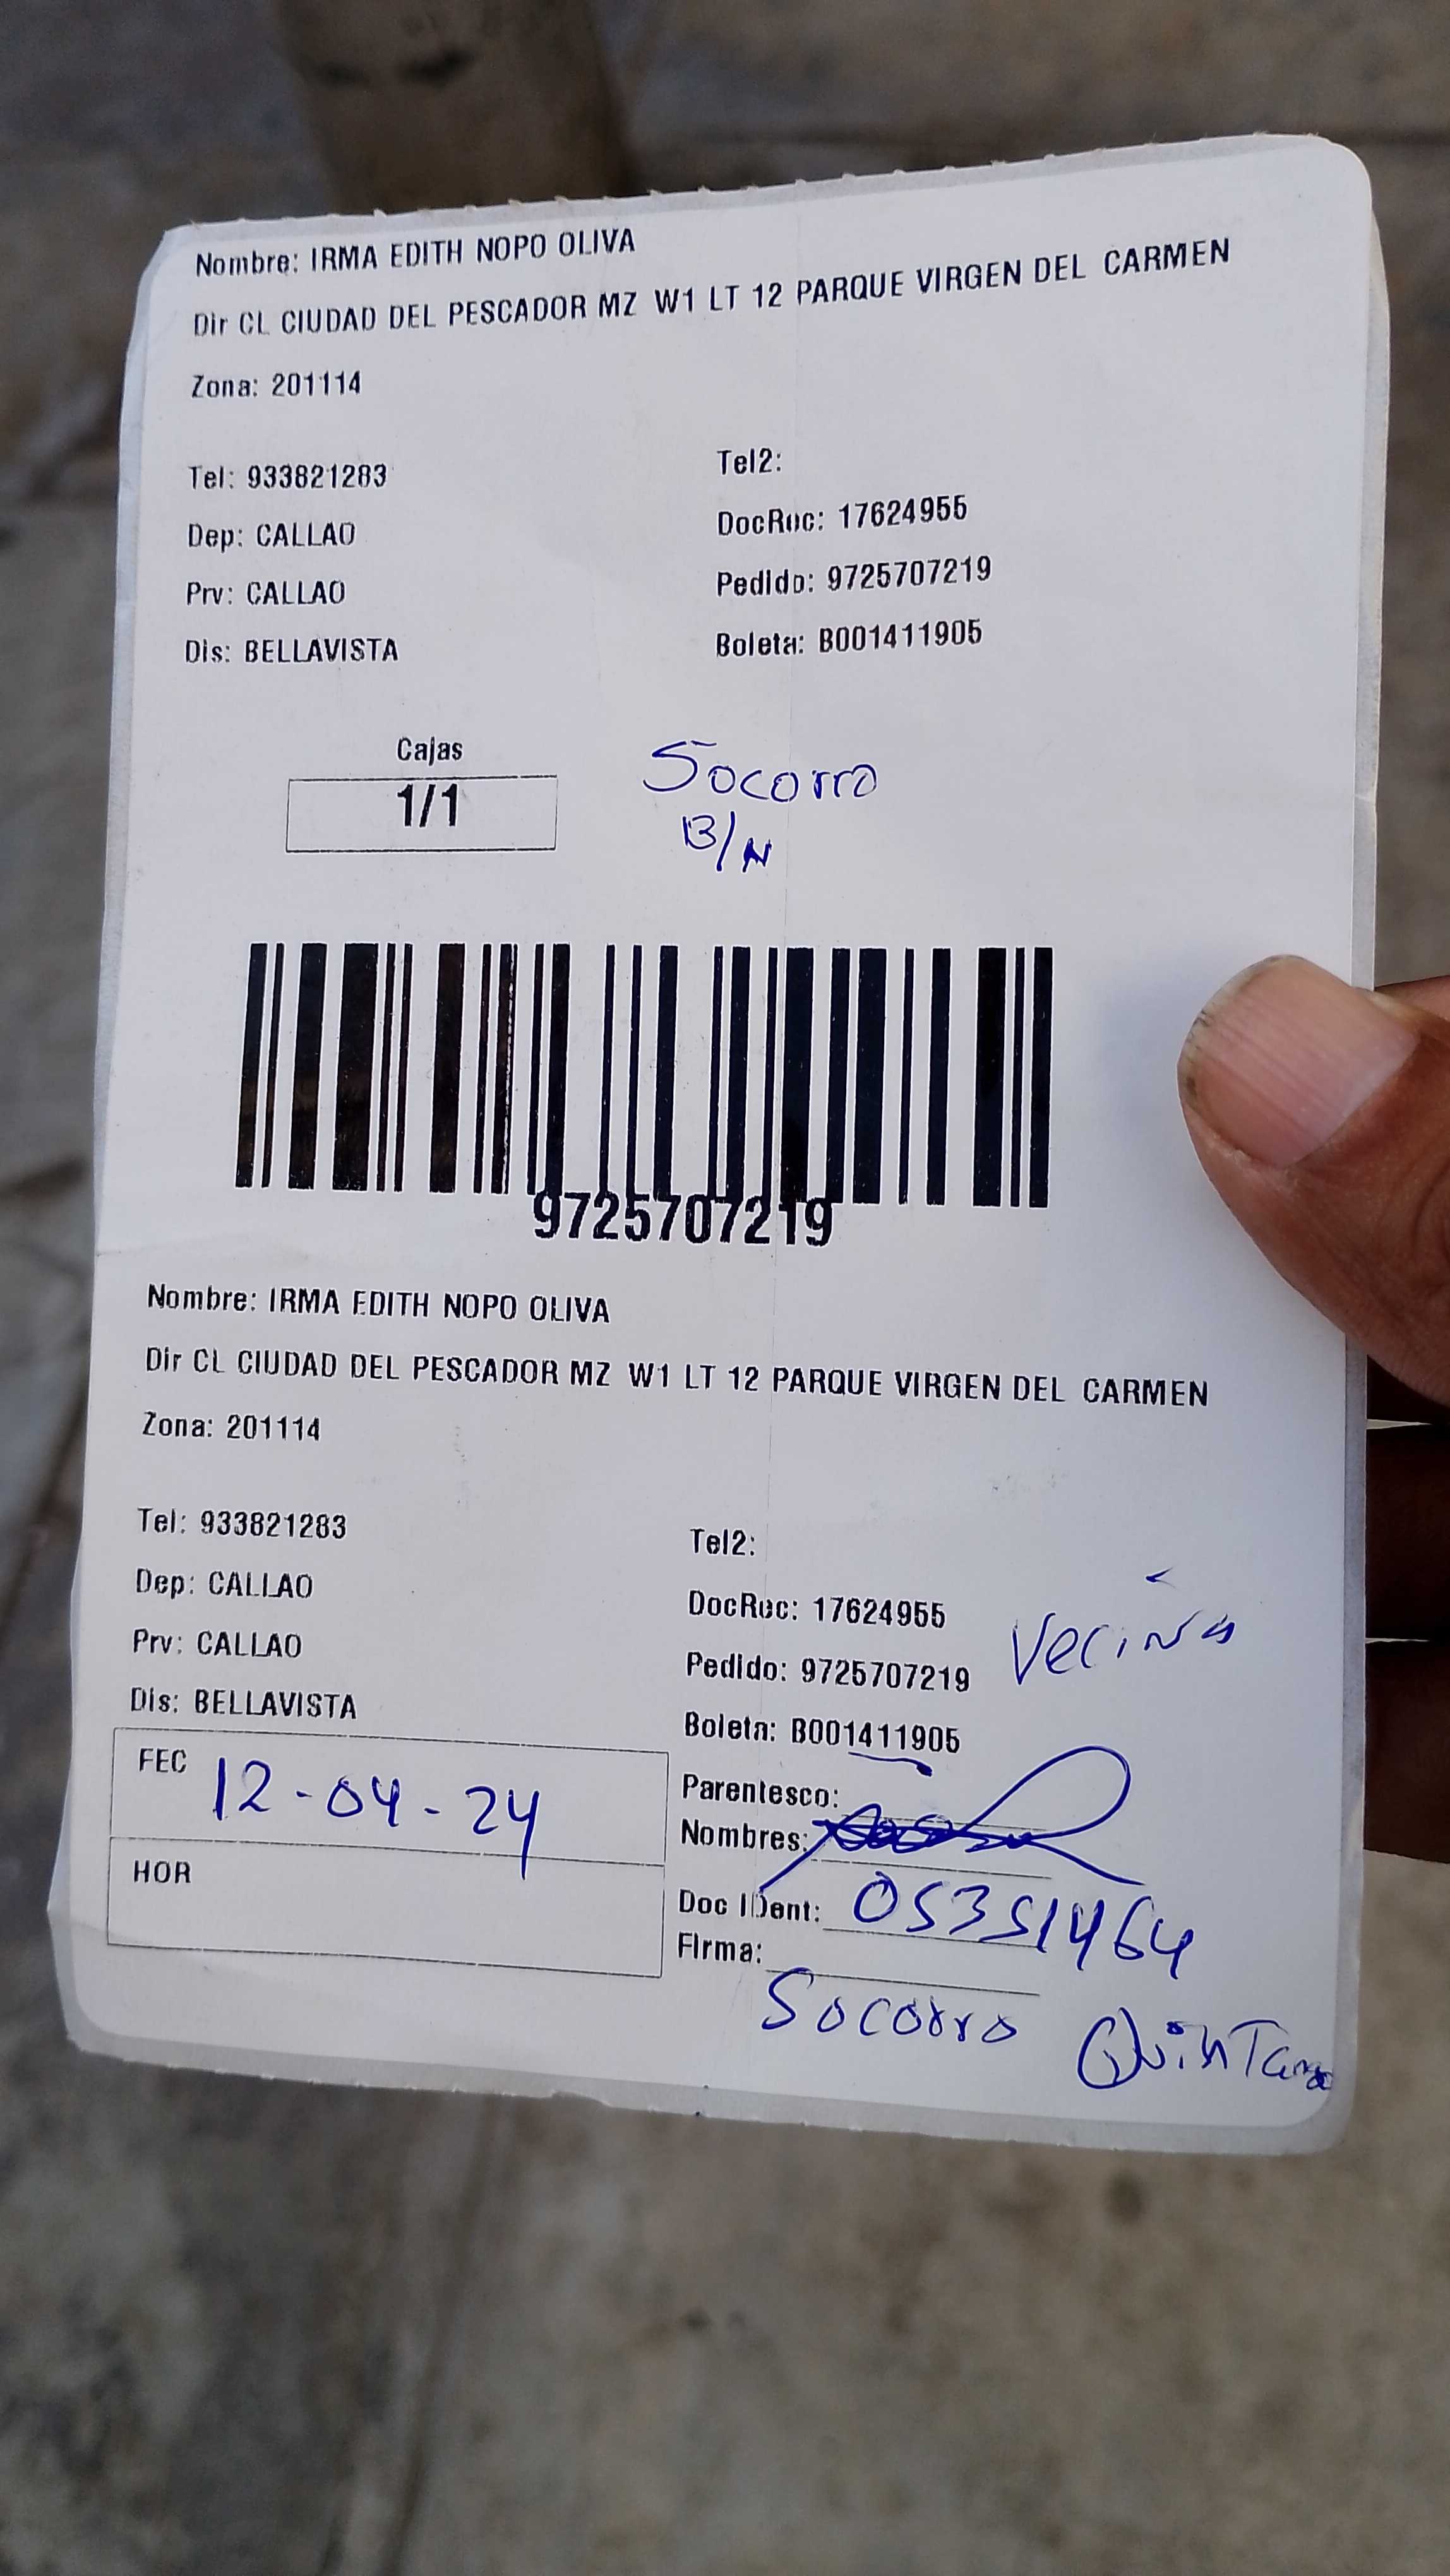 Nombre: IRMA EDITH NOPO OLIVA
Dir CL CIUDAD DEL PESCADOR MZ W1 LT 12 PARQUE VIRGEN DEL CARMEN
Zona: 201114
Tel: 933821283
Tel2:
Dep: CALLAO
DocRec: 17624955
Prv: CALLAO
Pedido: 9725707219
Dis: BELLAVISTA
Boleta: B001411905
Cajas
1/1
Socorro
B/N
9725707219
Nombre: IRMA EDITH NOPO OLIVA
Dir CL CIUDAD DEL PESCADOR MZ W1 LT 12 PARQUE VIRGEN DEL CARMEN
Zona: 201114
Tel: 933821283
Tel2:
Dep: CALLAO
DocRec: 17624955
Vecina
Prv: CALLAO
Pedido: 9725707219
Dis: BELLAVISTA
Boleta: B001411905
FEC 12-04-24
Parentesco:
Nombres:
HOR
Doc IDent: 05351464
Firma:
Socorro Quintana